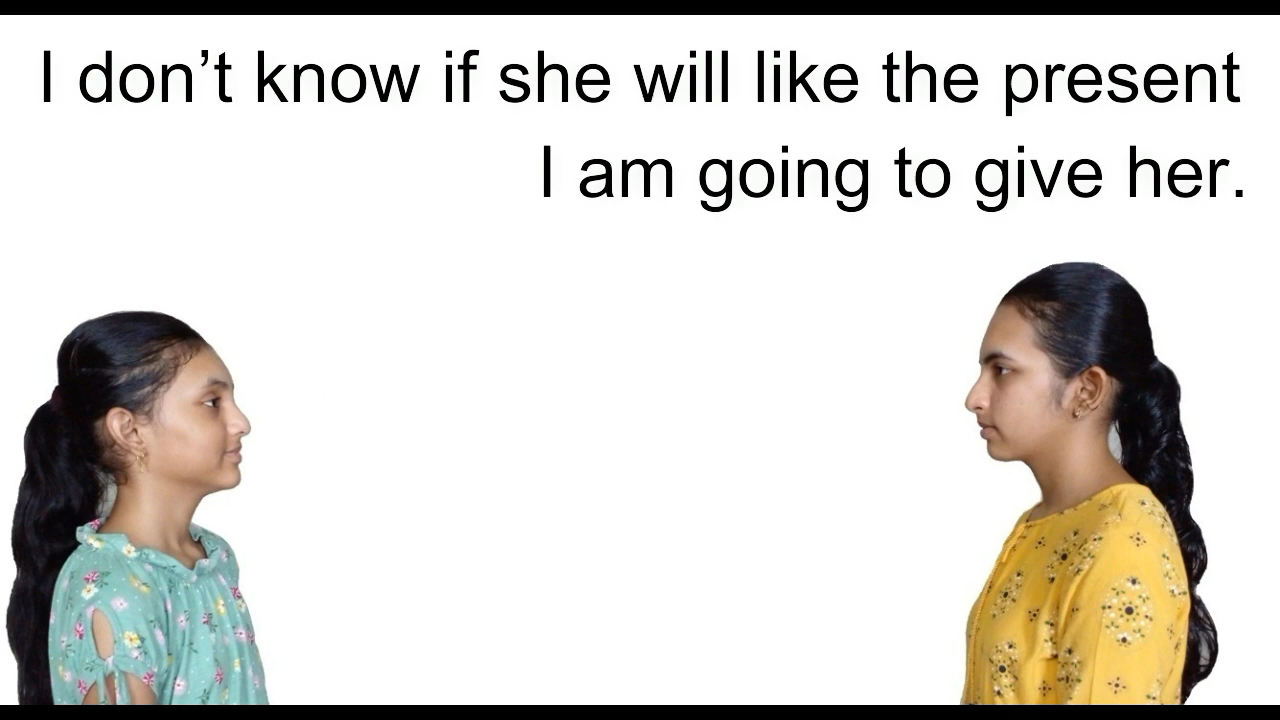 I don’t know if she will like the present
I am going to give her.